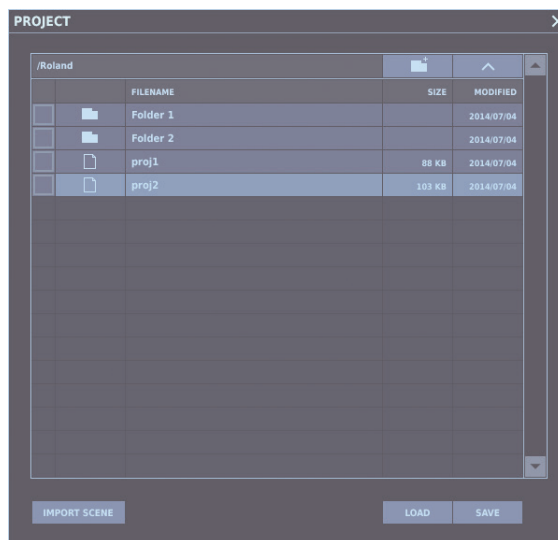 PROJECT
/Roland
FILENAME SIZE MODIFIED
Folder 1 2014/07/04
Folder 2 2014/07/04
proj1 88 KB 2014/07/04
proj2 103 KB 2014/07/04
IMPORT SCENE LOAD SAVE